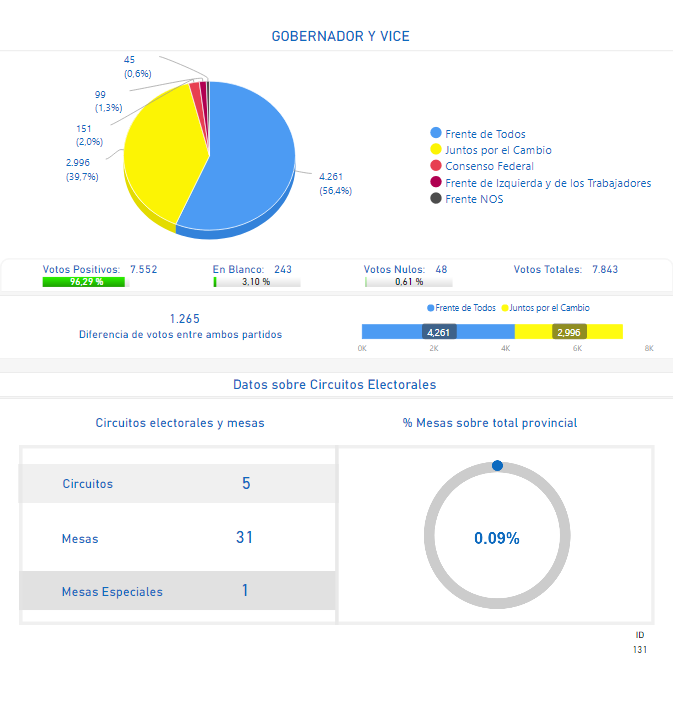 GOBERNADOR Y VICE
45
(0,6%)
99
(1,3%)
151
(2,0%)
2.996
(39,7%)
4.261
(56,4%)
Frente de Todos
Juntos por el Cambio
Consenso Federal
Frente de Izquierda y de los Trabajadores
Frente NOS
Votos Positivos: 7.552
96,29 %
En Blanco: 243
3,10 %
Votos Nulos: 48
0,61 %
Votos Totales: 7.843
1.265
Diferencia de votos entre ambos partidos
Frente de Todos Juntos por el Cambio
4,261 2,996
0K 2K 4K 6K 8K
Datos sobre Circuitos Electorales
Circuitos electorales y mesas
Circuitos 5
Mesas 31
Mesas Especiales 1
% Mesas sobre total provincial
0.09%
ID
131